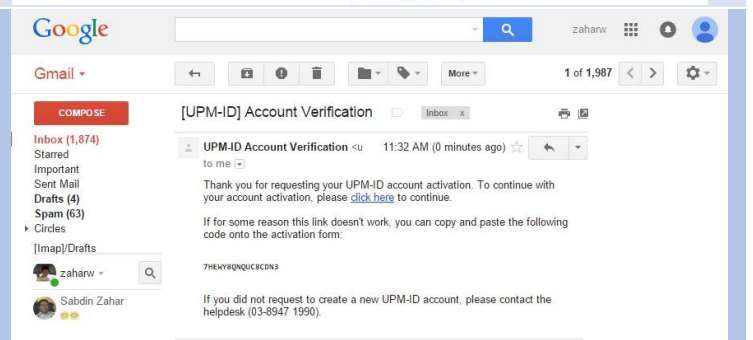 Google
zaharw
Gmail
More
1 of 1,987
COMPOSE
Inbox (1,874)
Starred
Important
Sent Mail
Drafts (4)
Spam (63)
Circles
[Imap]/Drafts
zaharw
Sabdin Zahar
[UPM-ID] Account Verification
Inbox x
UPM-ID Account Verification <u 11:32 AM (0 minutes ago)
to me
Thank you for requesting your UPM-ID account activation. To continue with
your account activation, please click here to continue.
If for some reason this link doesn't work, you can copy and paste the following
code onto the activation form:
7HEWY8QNQUC8CDN3
If you did not request to create a new UPM-ID account, please contact the
helpdesk (03-8947 1990).